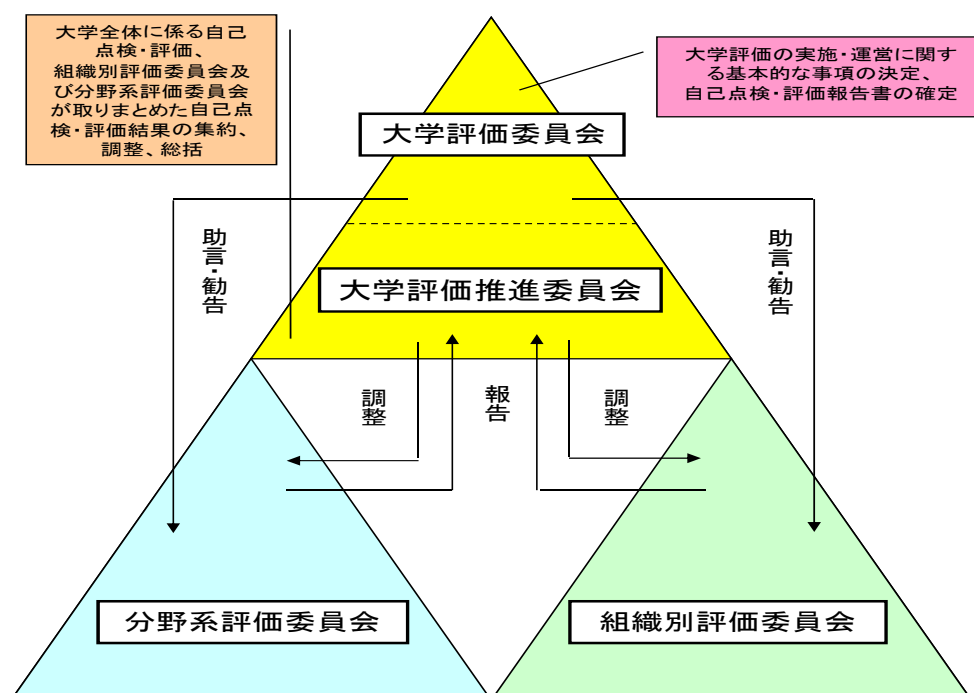 大学全体に係る自己
点検・評価、
組織別評価委員会及
び分野系評価委員会
が取りまとめた自己点
検・評価結果の集約、
調整、総括
大学評価の実施・運営に関す
る基本的な事項の決定、
自己点検・評価報告書の確定
大学評価委員会
助言・勧告
助言・勧告
大学評価推進委員会
調整
報告
調整
分野系評価委員会
組織別評価委員会